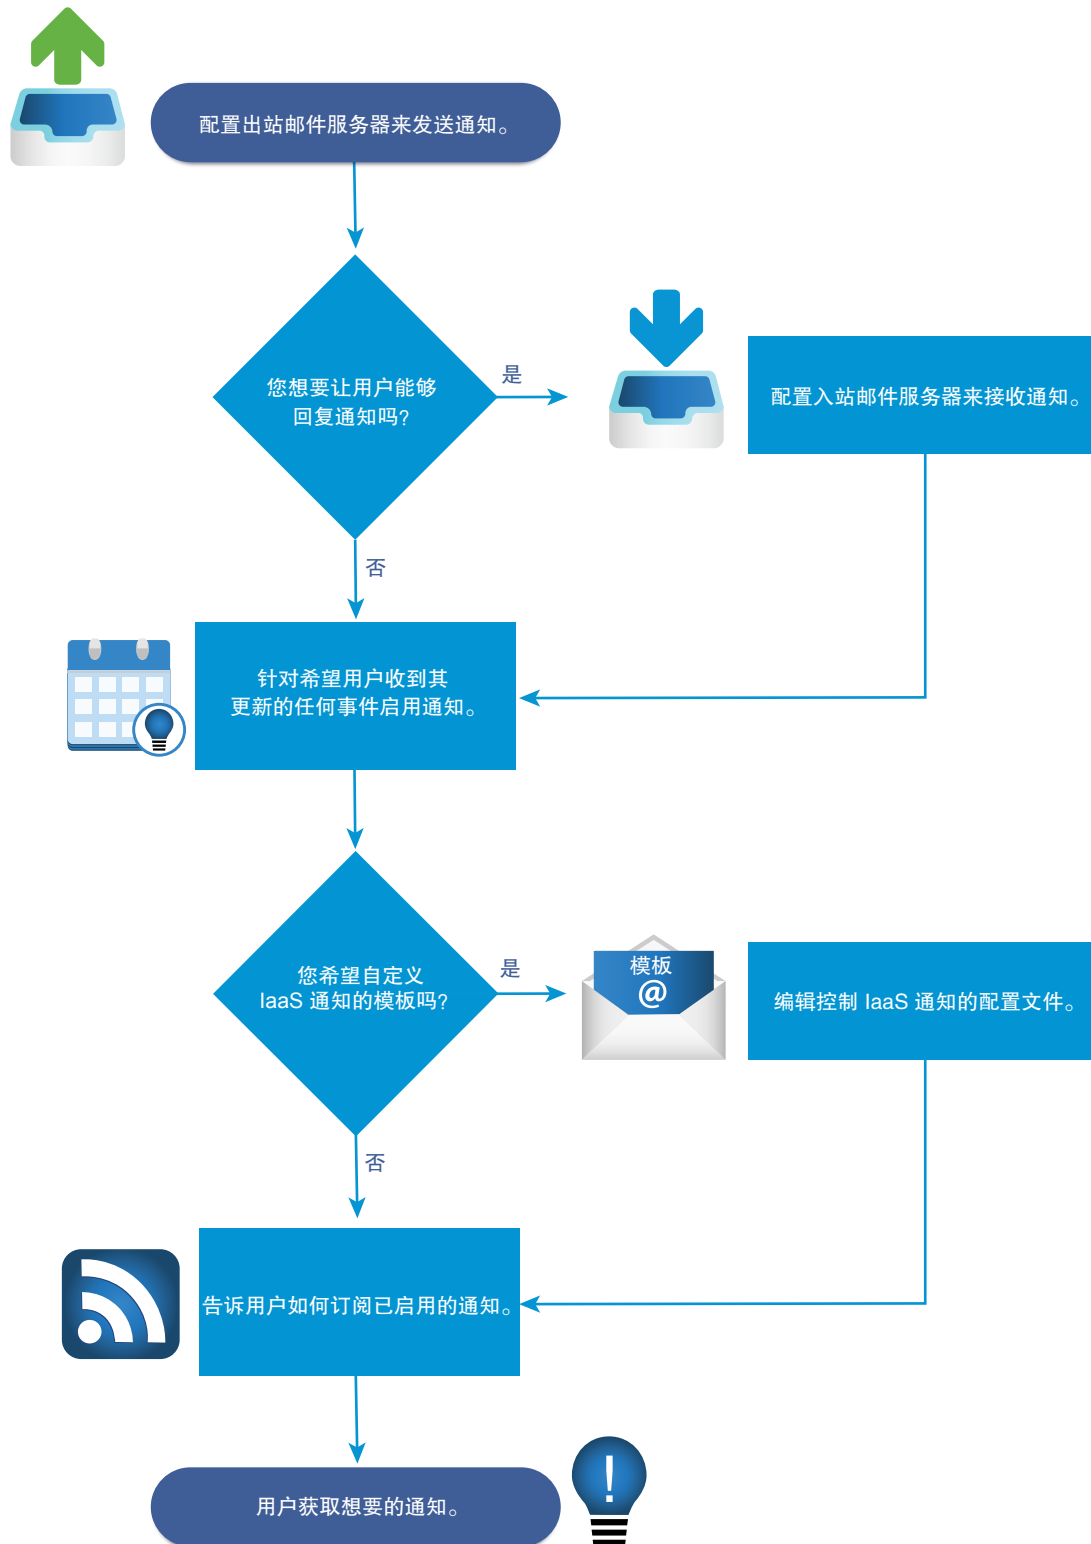 配置出站邮件服务器来发送通知。
您想要让用户能够
回复通知吗?
是
配置入站邮件服务器来接收通知。
否
针对希望用户收到其
更新的任何事件启用通知。
您希望自定义
IaaS 通知的模板吗?
是
模板
@
编辑控制 IaaS 通知的配置文件。
否
告诉用户如何订阅已启用的通知。
用户获取想要的通知。
!